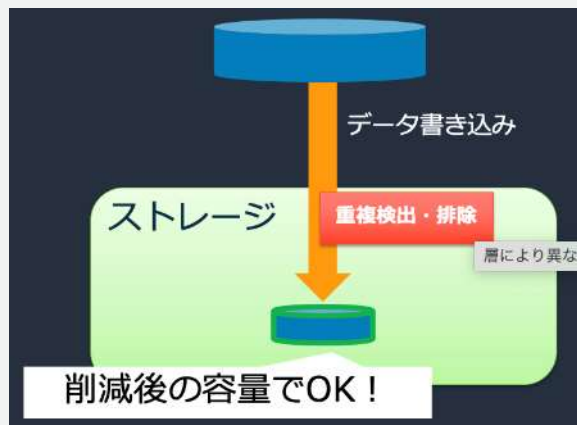 データ書き込み
ストレージ
重複検出・排除
層により異な
削減後の容量でOK！